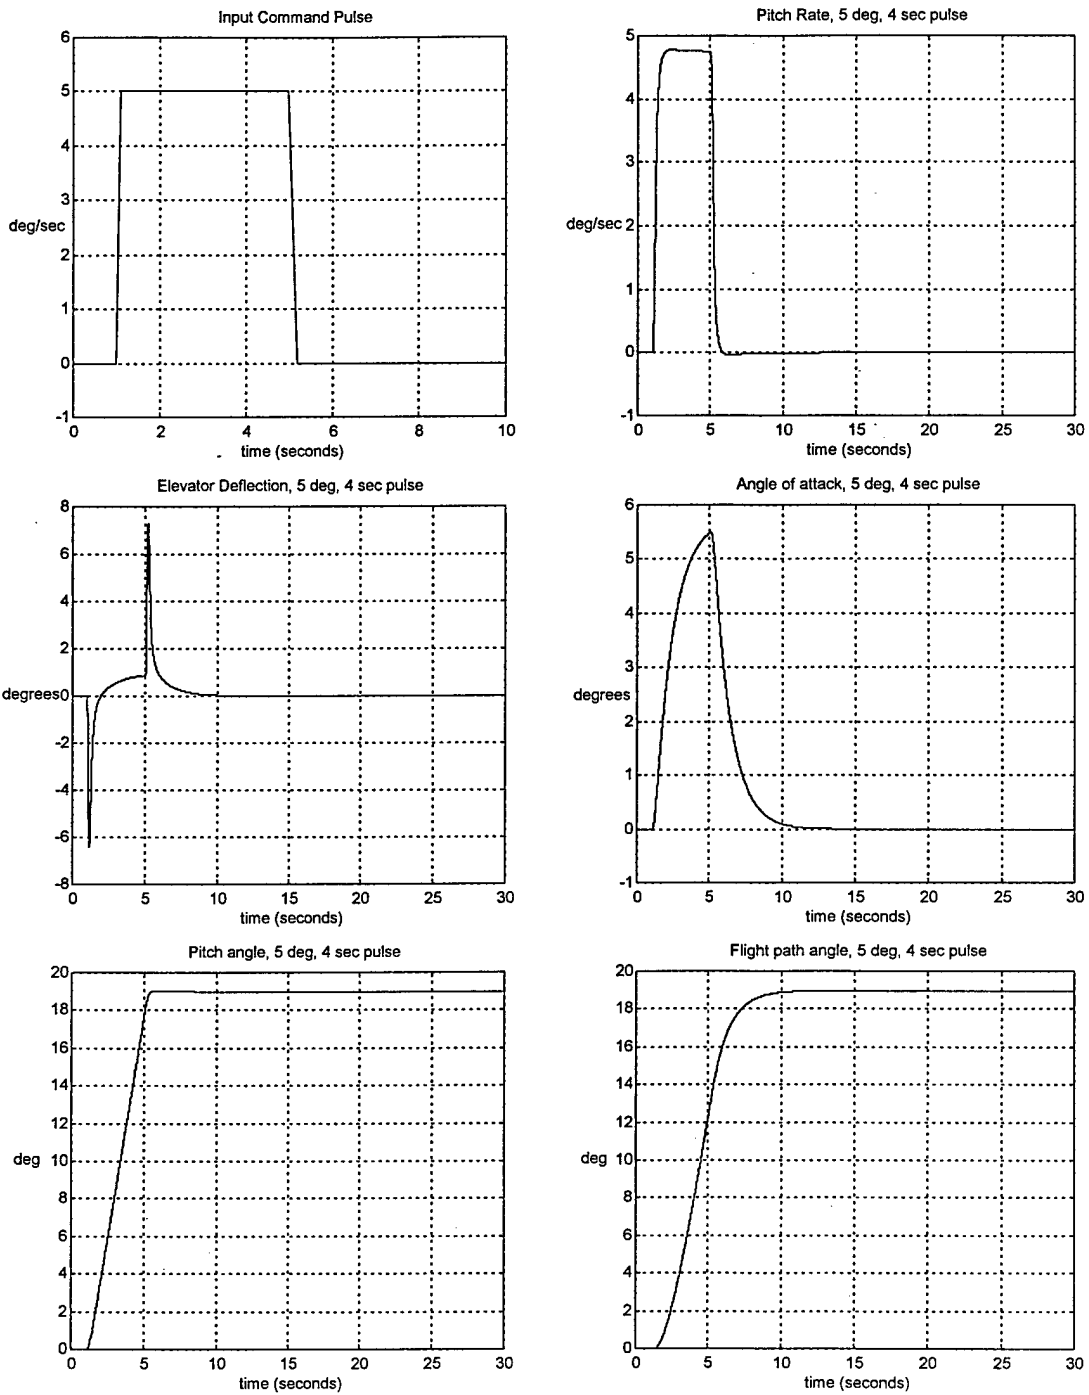 Input Command Pulse
6
5
4
3
deg/sec
2
1
0
-1
0 2 4 6 8 10
time (seconds)
Pitch Rate, 5 deg, 4 sec pulse
5
4
3
deg/sec 2
1
0
-1
0 5 10 15 20 25 30
time (seconds)
Elevator Deflection, 5 deg, 4 sec pulse
8
6
4
2
degrees0
-2
-4
-6
-8
0 5 10 15 20 25 30
time (seconds)
Angle of attack, 5 deg, 4 sec pulse
6
5
4
3
degrees
2
1
0
-1
0 5 10 15 20 25 30
time (seconds)
Pitch angle, 5 deg, 4 sec pulse
20
18
16
14
12
deg 10
8
6
4
2
0
0 5 10 15 20 25 30
time (seconds)
Flight path angle, 5 deg, 4 sec pulse
20
18
16
14
12
deg 10
8
6
4
2
0
0 5 10 15 20 25 30
time (seconds)